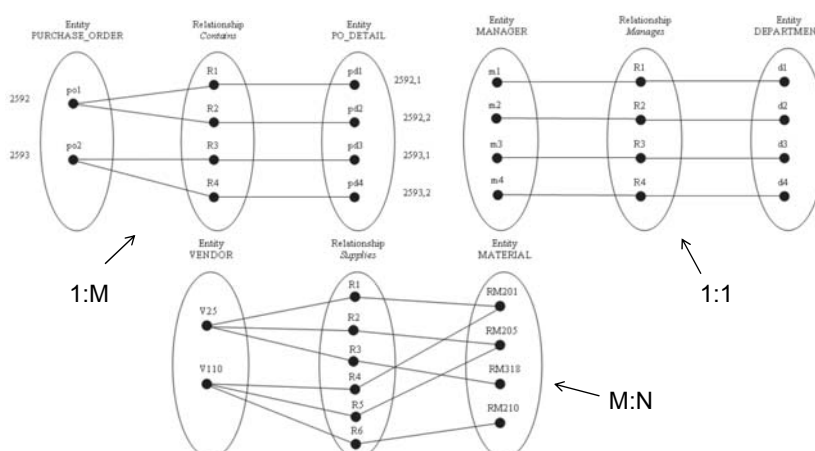 Entity
PURCHASE_ORDER
Relationship
Contains
Entity
PO_DETAIL
2592
2593
po1
po2
R1
R2
R3
R4
pd1
pd2
pd3
pd4
2592,1
2592,2
2593,1
2593,2
1:M
Entity
MANAGER
Relationship
Manages
Entity
DEPARTMEN
m1
m2
m3
m4
R1
R2
R3
R4
d1
d2
d3
d4
1:1
Entity
VENDOR
Relationship
Supplies
Entity
MATERIAL
V25
V110
R1
R2
R3
R4
R5
R6
RM201
RM205
RM318
RM210
M:N